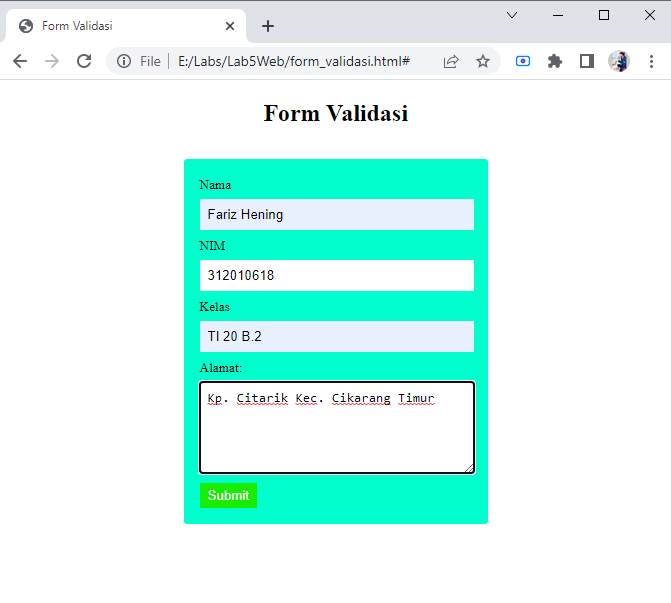 Form Validasi
File
E:/Labs/Lab5Web/form_validasi.html#
Form Validasi
Nama
Fariz Hening
NIM
312010618
Kelas
TI 20 B.2
Alamat:
Kp. Citarik Kec. Cikarang Timur
Submit